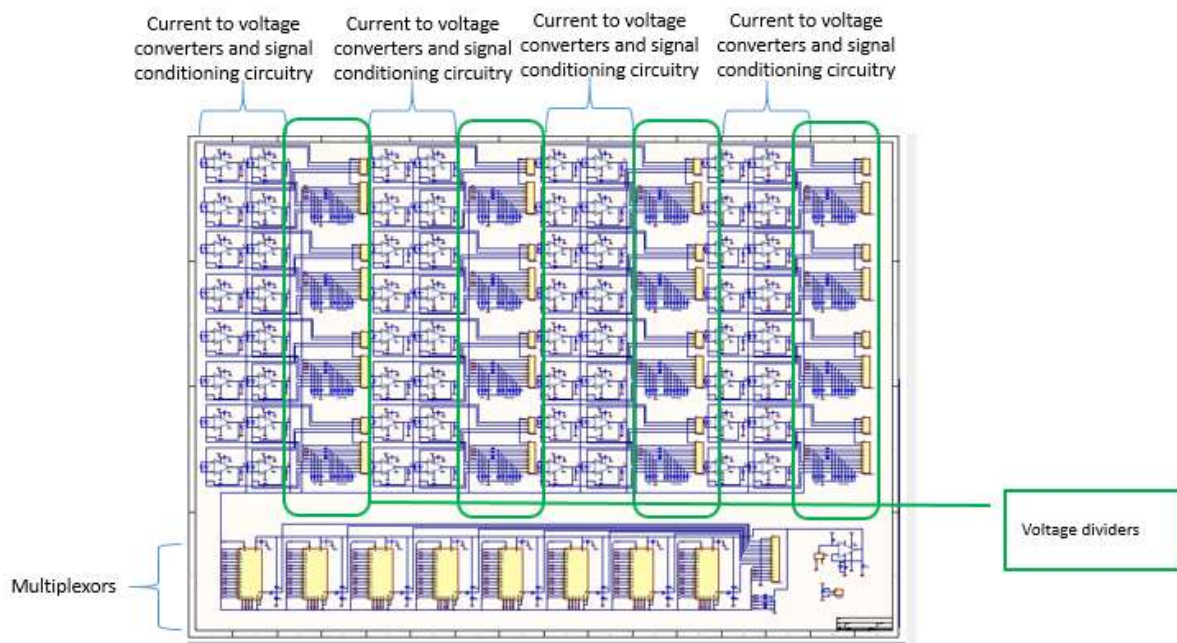 Current to voltage
converters and signal
conditioning circuitry
Current to voltage
converters and signal
conditioning circuitry
Current to voltage
converters and signal
conditioning circuitry
Current to voltage
converters and signal
conditioning circuitry
Voltage dividers
Multiplexors